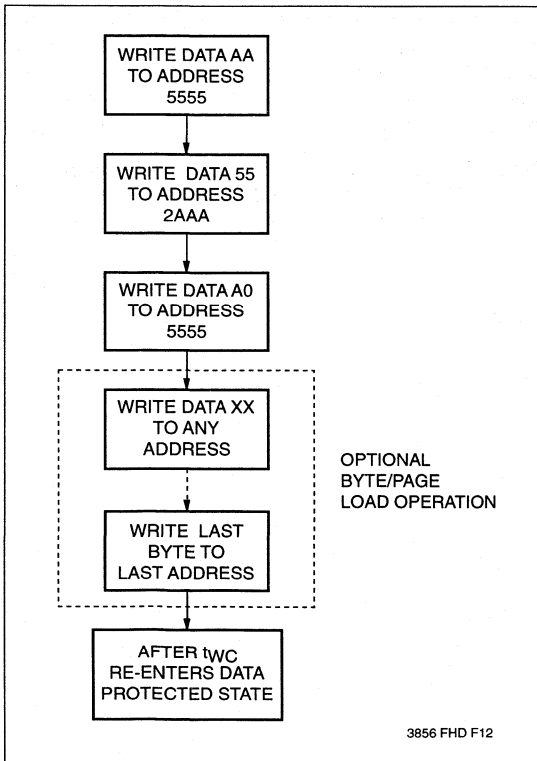 WRITE DATA AA
TO ADDRESS
5555
WRITE DATA 55
TO ADDRESS
2AAA
WRITE DATA A0
TO ADDRESS
5555
WRITE DATA XX
TO ANY
ADDRESS
OPTIONAL
BYTE/PAGE
LOAD OPERATION
WRITE LAST
BYTE TO
LAST ADDRESS
AFTER tWC
RE-ENTERS DATA
PROTECTED STATE
3856 FHD F12